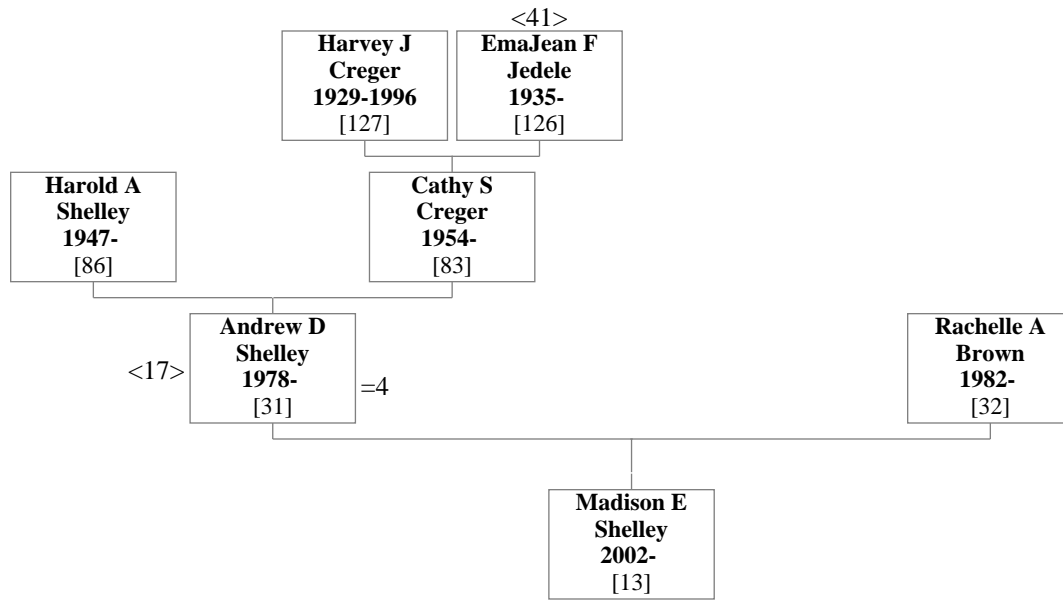 <41>
Harvey J
Creger
1929-1996
[127]
EmaJean F
Jedele
1935-
[126]
Harold A
Shelley
1947-
[86]
Cathy S
Creger
1954-
[83]
<17>
Andrew D
Shelley
1978-
[31]
=4
Rachelle A
Brown
1982-
[32]
Madison E
Shelley
2002-
[13]